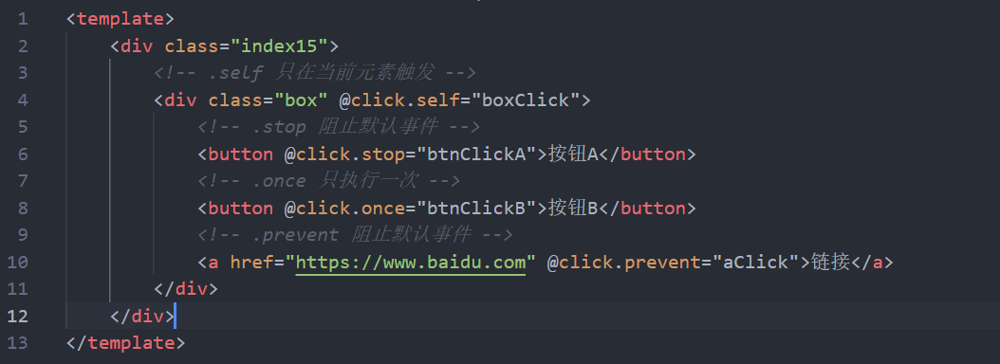 1 <template>
2     <div class="index15">
3         <!-- .self 只在当前元素触发 -->
4         <div class="box" @click.self="boxClick">
5             <!-- .stop 阻止默认事件 -->
6             <button @click.stop="btnClickA">按钮A</button>
7             <!-- .once 只执行一次 -->
8             <button @click.once="btnClickB">按钮B</button>
9             <!-- .prevent 阻止默认事件 -->
10             <a href="https://www.baidu.com" @click.prevent="aClick">链接</a>
11         </div>
12     </div>
13 </template>